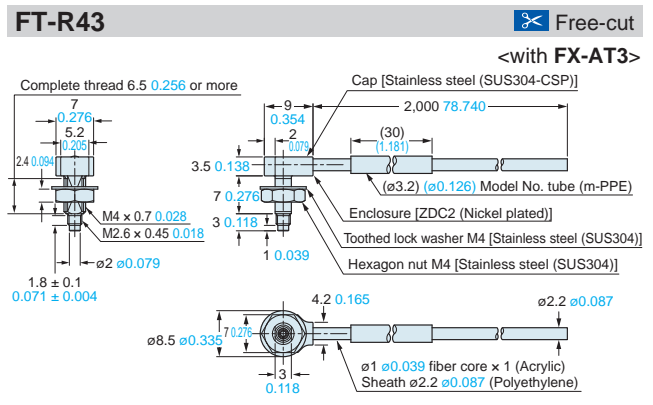 FT-R43
Free-cut
<with FX-AT3>
Complete thread 6.5 0.256 or more
Cap [Stainless steel (SUS304-CSP)]
7
0.276
5.2
0.205
2.4 0.094
9
0.354
2
0.079
2,000 78.740
(30)
(1.181)
3.5 0.138
7 0.276
3 0.118
1 0.039
(ø3.2) (ø0.126) Model No. tube (m-PPE)
Enclosure [ZDC2 (Nickel plated)]
Toothed lock washer M4 [Stainless steel (SUS304)]
Hexagon nut M4 [Stainless steel (SUS304)]
M4 × 0.7 0.028
M2.6 × 0.45 0.018
ø2 ø0.079
1.8 ± 0.1
0.071 ± 0.004
4.2 0.165
ø2.2 ø0.087
ø8.5 ø0.335
7 0.276
3
0.118
ø1 ø0.039 fiber core × 1 (Acrylic)
Sheath ø2.2 ø0.087 (Polyethylene)